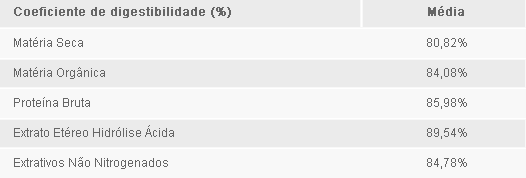 Coeficiente de digestibilidade (%) Média
Matéria Seca 80,82%
Matéria Orgânica 84,08%
Proteína Bruta 85,98%
Extrato Etéreo Hidrólise Ácida 89,54%
Extrativos Não Nitrogenados 84,78%